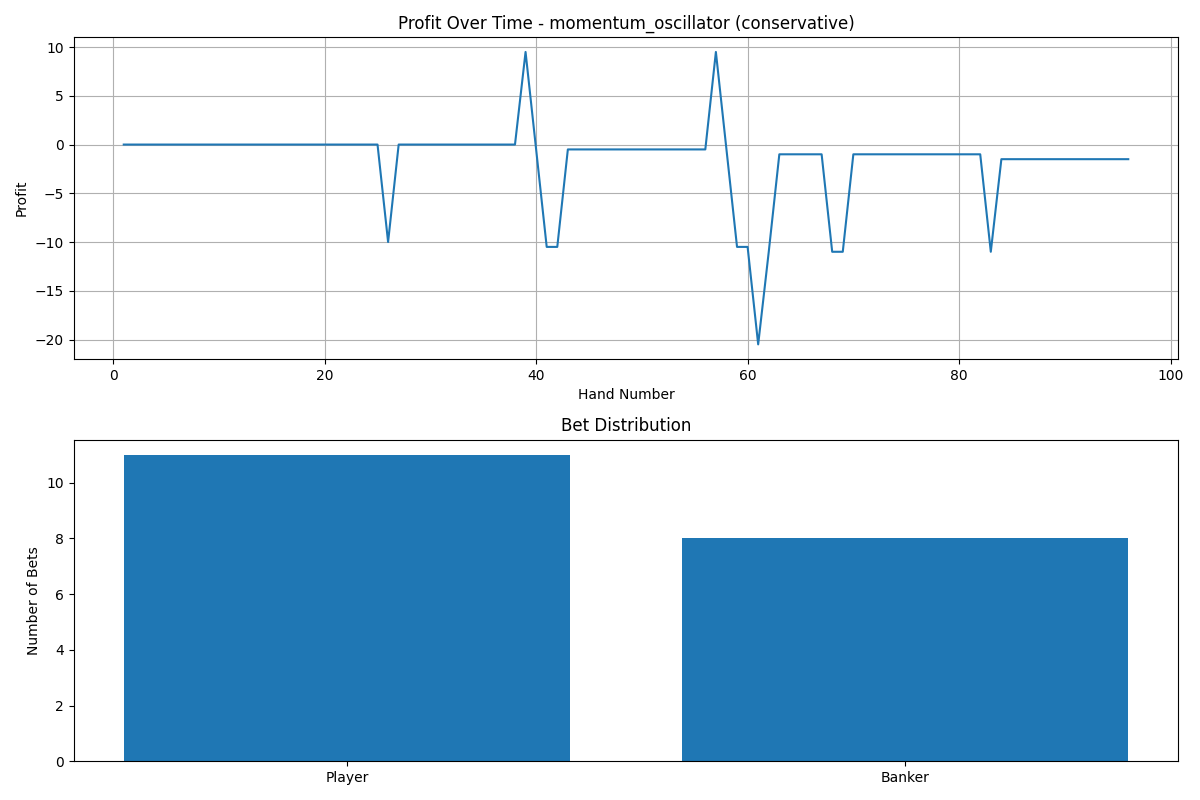 Profit Over Time - momentum_oscillator (conservative)
10
5
0
−5
−10
−15
−20
Profit
0 20 40 60 80 100
Hand Number
Bet Distribution
10
8
6
4
2
0
Number of Bets
Player Banker